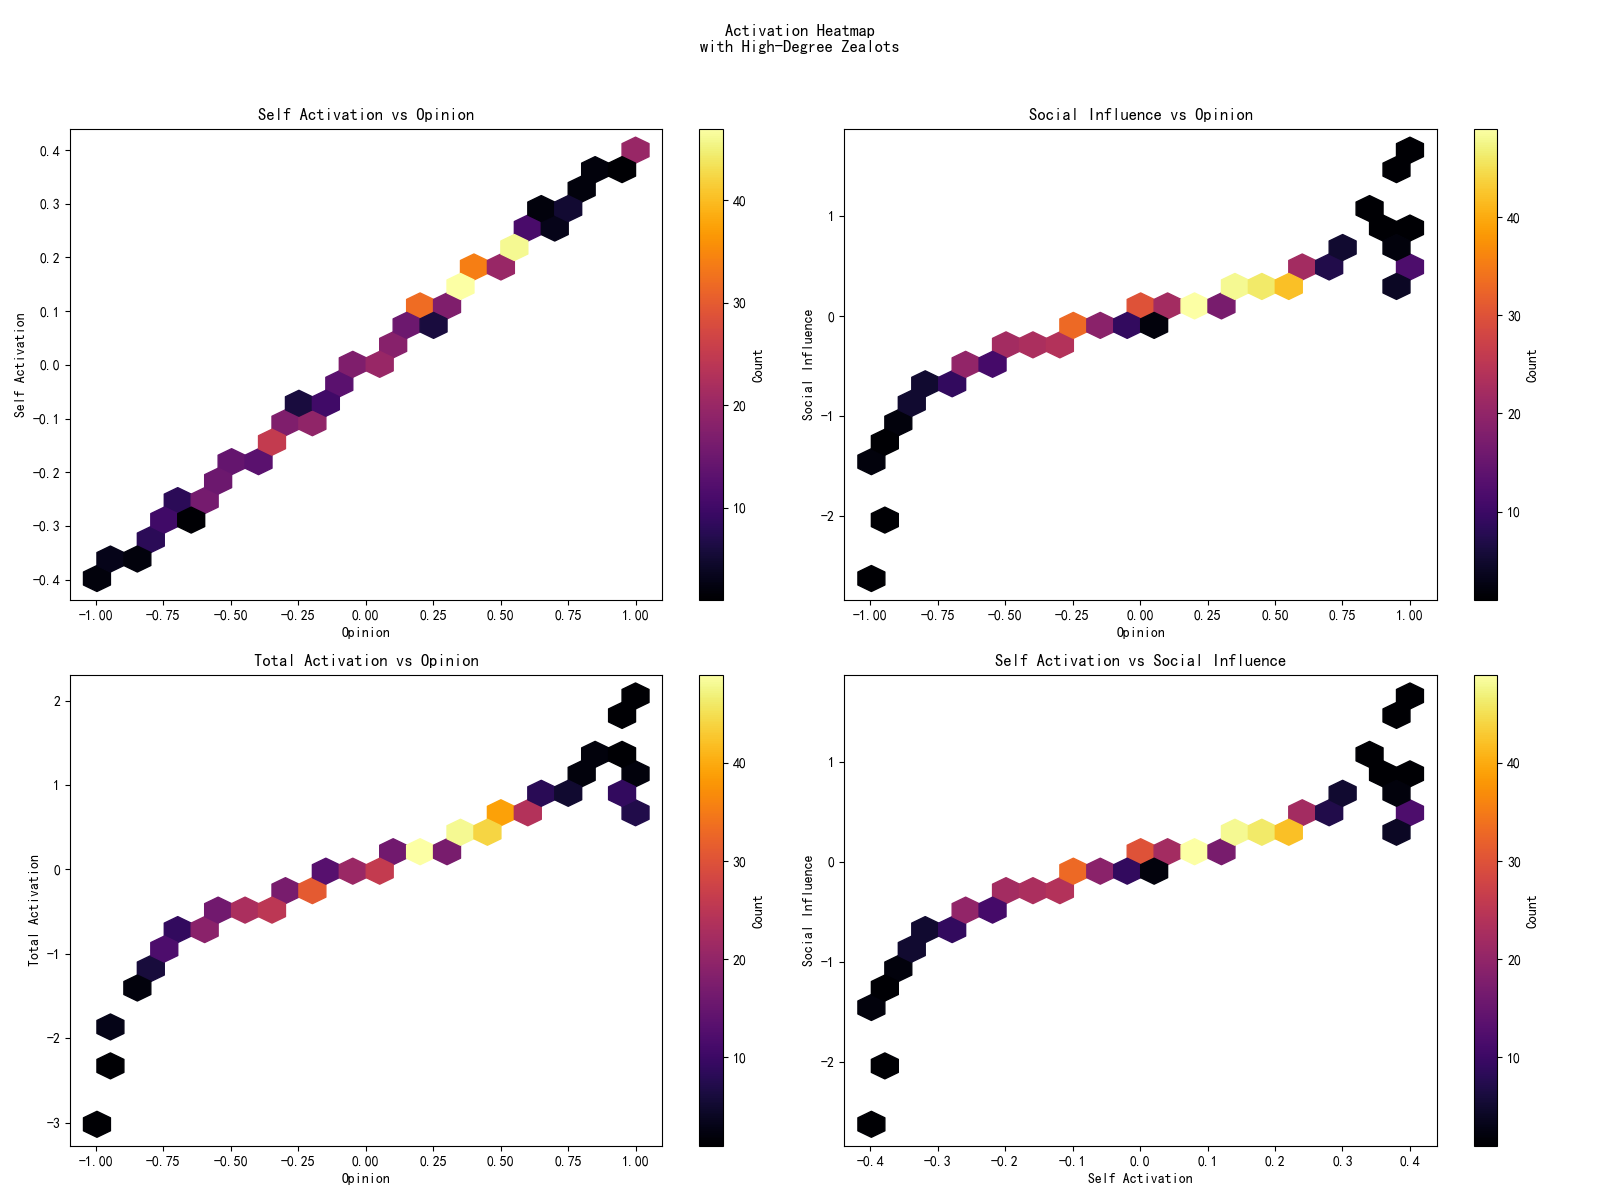 Activation Heatmap
with High-Degree Zealots
Self Activation vs Opinion
Self Activation
0.4
0.3
0.2
0.1
0.0
−0.1
−0.2
−0.3
−0.4
−1.00 −0.75 −0.50 −0.25 0.00 0.25 0.50 0.75 1.00
Opinion
40
30
20
10
Count
Social Influence vs Opinion
Social Influence
1
0
−1
−2
−1.00 −0.75 −0.50 −0.25 0.00 0.25 0.50 0.75 1.00
Opinion
40
30
20
10
Count
Total Activation vs Opinion
Total Activation
2
1
0
−1
−2
−3
−1.00 −0.75 −0.50 −0.25 0.00 0.25 0.50 0.75 1.00
Opinion
40
30
20
10
Count
Self Activation vs Social Influence
Social Influence
1
0
−1
−2
−0.4 −0.3 −0.2 −0.1 0.0 0.1 0.2 0.3 0.4
Self Activation
40
30
20
10
Count